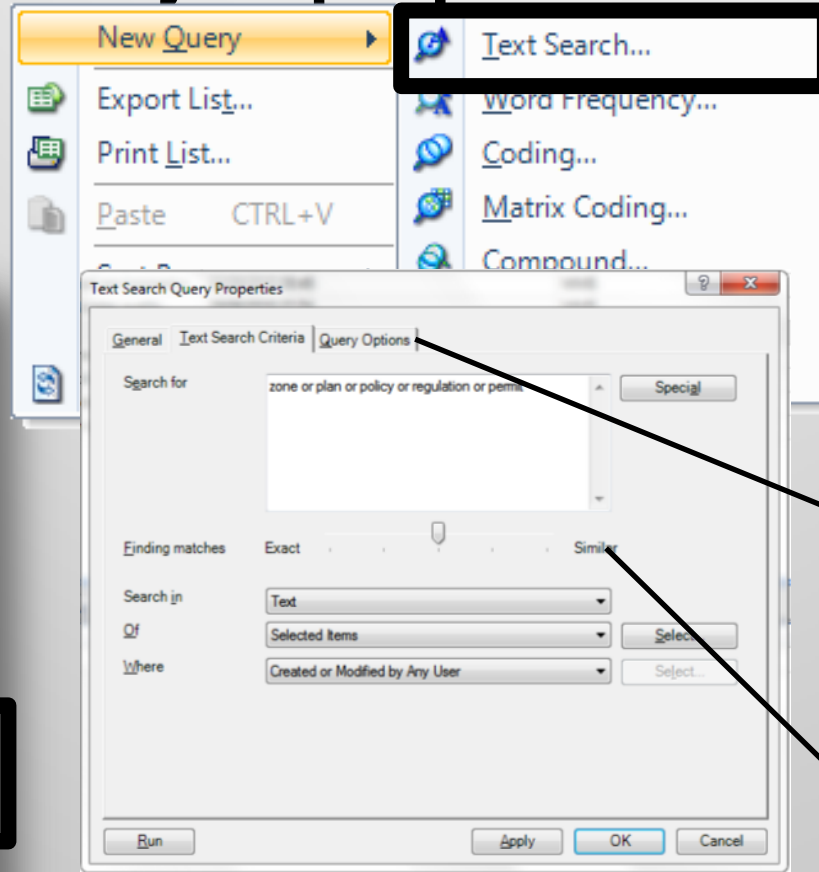 New Query Text Search...
Export List... Word Frequency...
Print List... Coding...
Paste CTRL+V Matrix Coding...
Compound...
Text Search Query Properties
General Text Search Criteria Query Options
Search for zone or plan or policy or regulation or permit Special
Finding matches Exact Similar
Search in Text
Of Selected Items Select...
Where Created or Modified by Any User Select...
Run Apply OK Cancel